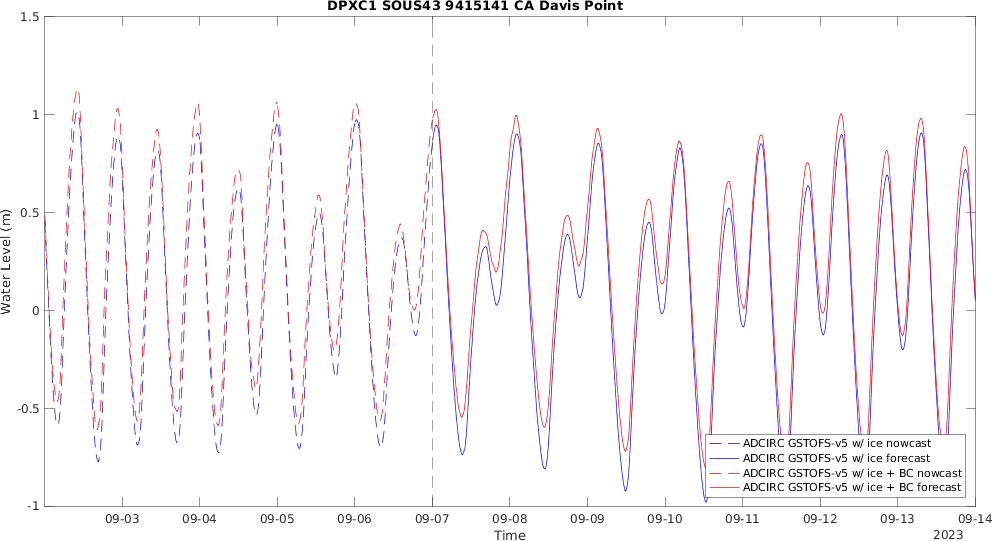 DPXC1 SOUS43 9415141 CA Davis Point
1.5
1
0.5
0
-0.5
-1
Water Level (m)
ADCIRC GSTOFS-v5 w/ ice nowcast
ADCIRC GSTOFS-v5 w/ ice forecast
ADCIRC GSTOFS-v5 w/ ice + BC nowcast
ADCIRC GSTOFS-v5 w/ ice + BC forecast
09-03 09-04 09-05 09-06 09-07 09-08 09-09 09-10 09-11 09-12 09-13 09-14
Time
2023